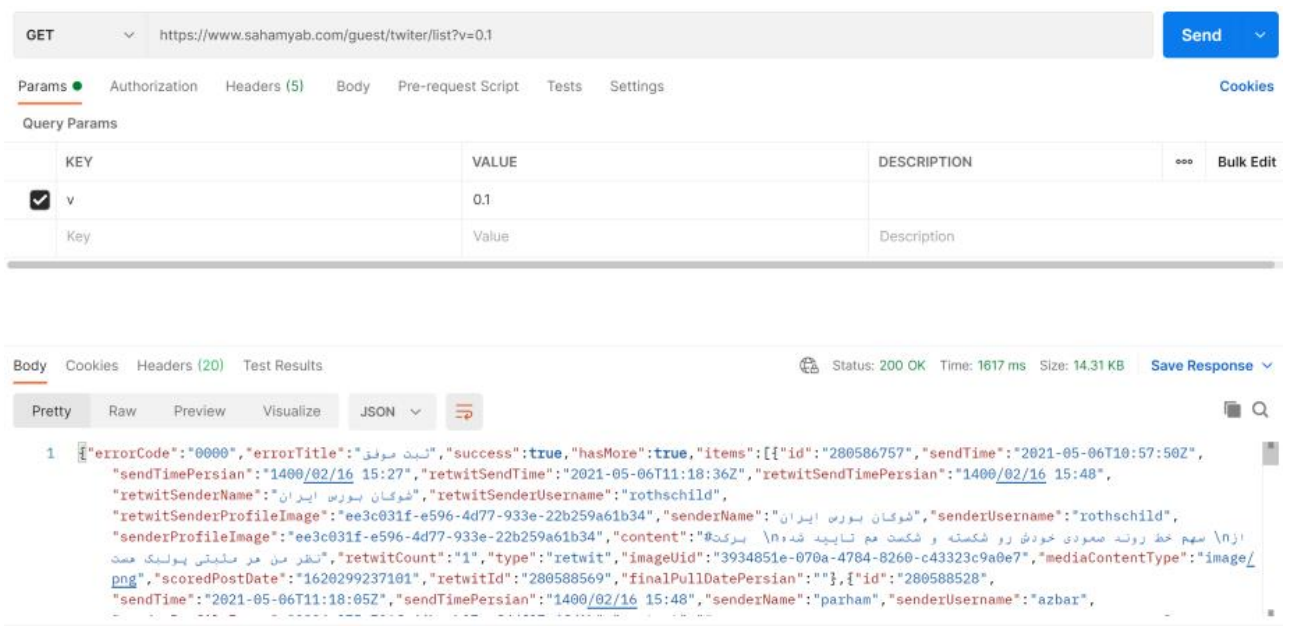 GET https://www.sahamyab.com/guest/twiter/list?v=0.1 Send
Params Authorization Headers (5) Body Pre-request Script Tests Settings Cookies
Query Params
KEY VALUE DESCRIPTION ooo Bulk Edit
v 0.1
Key Value Description
Body Cookies Headers (20) Test Results Status: 200 OK Time: 1617 ms Size: 14.31 KB Save Response
Pretty Raw Preview Visualize JSON
1 {"errorCode":"0000","errorTitle":"ثبت موفق","success":true,"hasMore":true,"items":[{"id":"280586757","sendTime":"2021-05-06T10:57:50Z",
"sendTimePersian":"1400/02/16 15:27","retwitSendTime":"2021-05-06T11:18:36Z","retwitSendTimePersian":"1400/02/16 15:48",
"retwitSenderName":"شوکان بورس ایران","retwitSenderUsername":"rothschild",
"retwitSenderProfileImage":"ee3c031f-e596-4d77-933e-22b259a61b34","senderName":"شوکان بورس ایران","senderUsername":"rothschild",
"senderProfileImage":"ee3c031f-e596-4d77-933e-22b259a61b34","content":"#برکت \nسهم خط روند صعودی خودش رو شکسته و شکست هم تایید شده \nاز
نظر من هر مثبتی پولبک هست","retwitCount":"1","type":"retwit","imageUid":"3934851e-070a-4784-8260-c43323c9a0e7","mediaContentType":"image/
png","scoredPostDate":"1620299237101","retwitId":"280588569","finalPullDatePersian":""},{"id":"280588528",
"sendTime":"2021-05-06T11:18:05Z","sendTimePersian":"1400/02/16 15:48","senderName":"parham","senderUsername":"azbar",